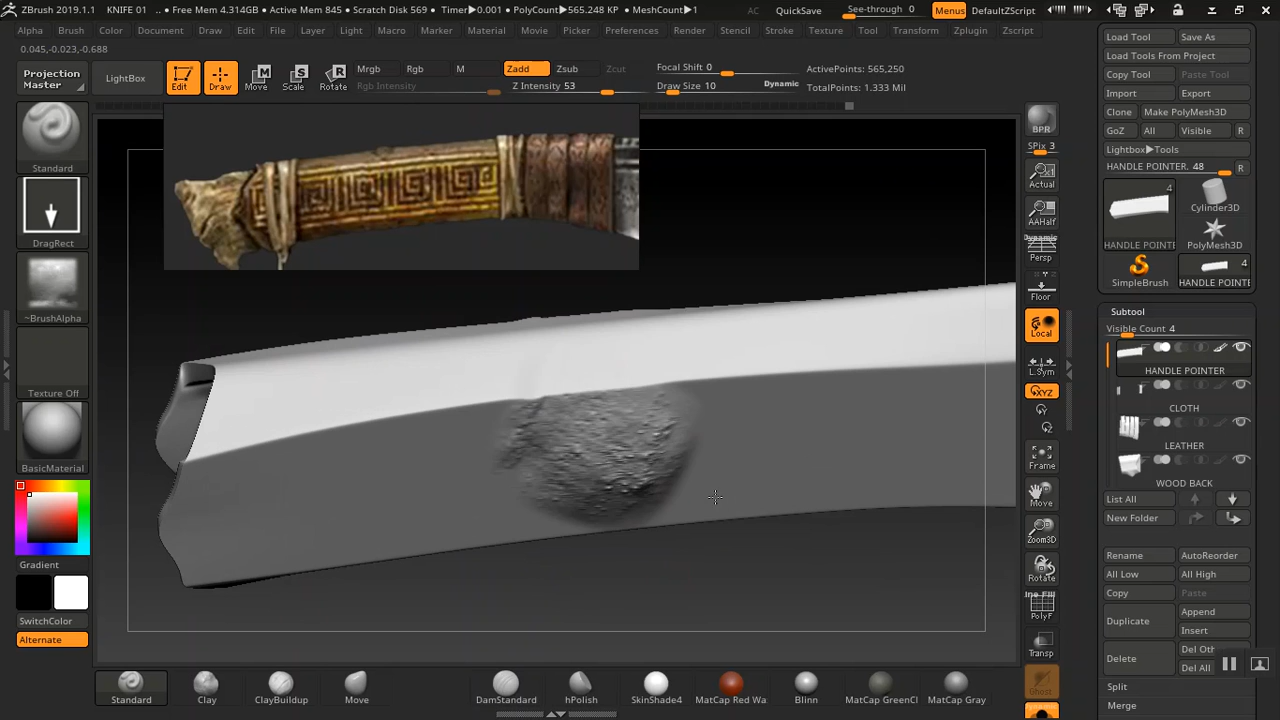 ZBrush 2019.1.1 KNIFE 01 .. • Free Mem 4.314GB • Active Mem 845 • Scratch Disk 569 • Timer▶0.001 • PolyCount▶565.248 KP • MeshCount▶1 AC QuickSave See-through 0 Menus DefaultZScript
Alpha Brush Color Document Draw Edit File Layer Light Macro Marker Material Movie Picker Preferences Render Stencil Stroke Texture Tool Transform Zplugin Zscript
0.045,-0.023,-0.688
Projection Master
LightBox
Edit Draw Move Scale Rotate
Mrgb Rgb M Zadd Zsub Zcut
Rgb Intensity Z Intensity 53
Focal Shift 0
Draw Size 10 Dynamic
ActivePoints: 565,250
TotalPoints: 1.333 Mil
Standard
DragRect
~BrushAlpha
Texture Off
BasicMaterial
Gradient
SwitchColor
Alternate
BPR
SPix 3
Actual
AAHalf
Dynamic
Persp
Floor
Local
L.Sym
XYZ
Y
Z
Frame
Move
Zoom3D
Rotate
Line Fill
PolyF
Transp
Ghost
Dynamic
Load Tool Save As
Load Tools From Project
Copy Tool Paste Tool
Import Export
Clone Make PolyMesh3D
GoZ All Visible R
Lightbox▶Tools
HANDLE POINTER. 48 R
4
Cylinder3D
HANDLE POINTE PolyMesh3D
4
SimpleBrush HANDLE POINTE
Subtool
Visible Count 4
HANDLE POINTER
CLOTH
LEATHER
WOOD BACK
List All
New Folder
Rename AutoReorder
All Low All High
Copy Paste
Duplicate Append
Insert
Delete Del Oth
Del All
Split
Merge
Standard Clay ClayBuildup Move DamStandard hPolish SkinShade4 MatCap Red Wa Blinn MatCap GreenCl MatCap Gray